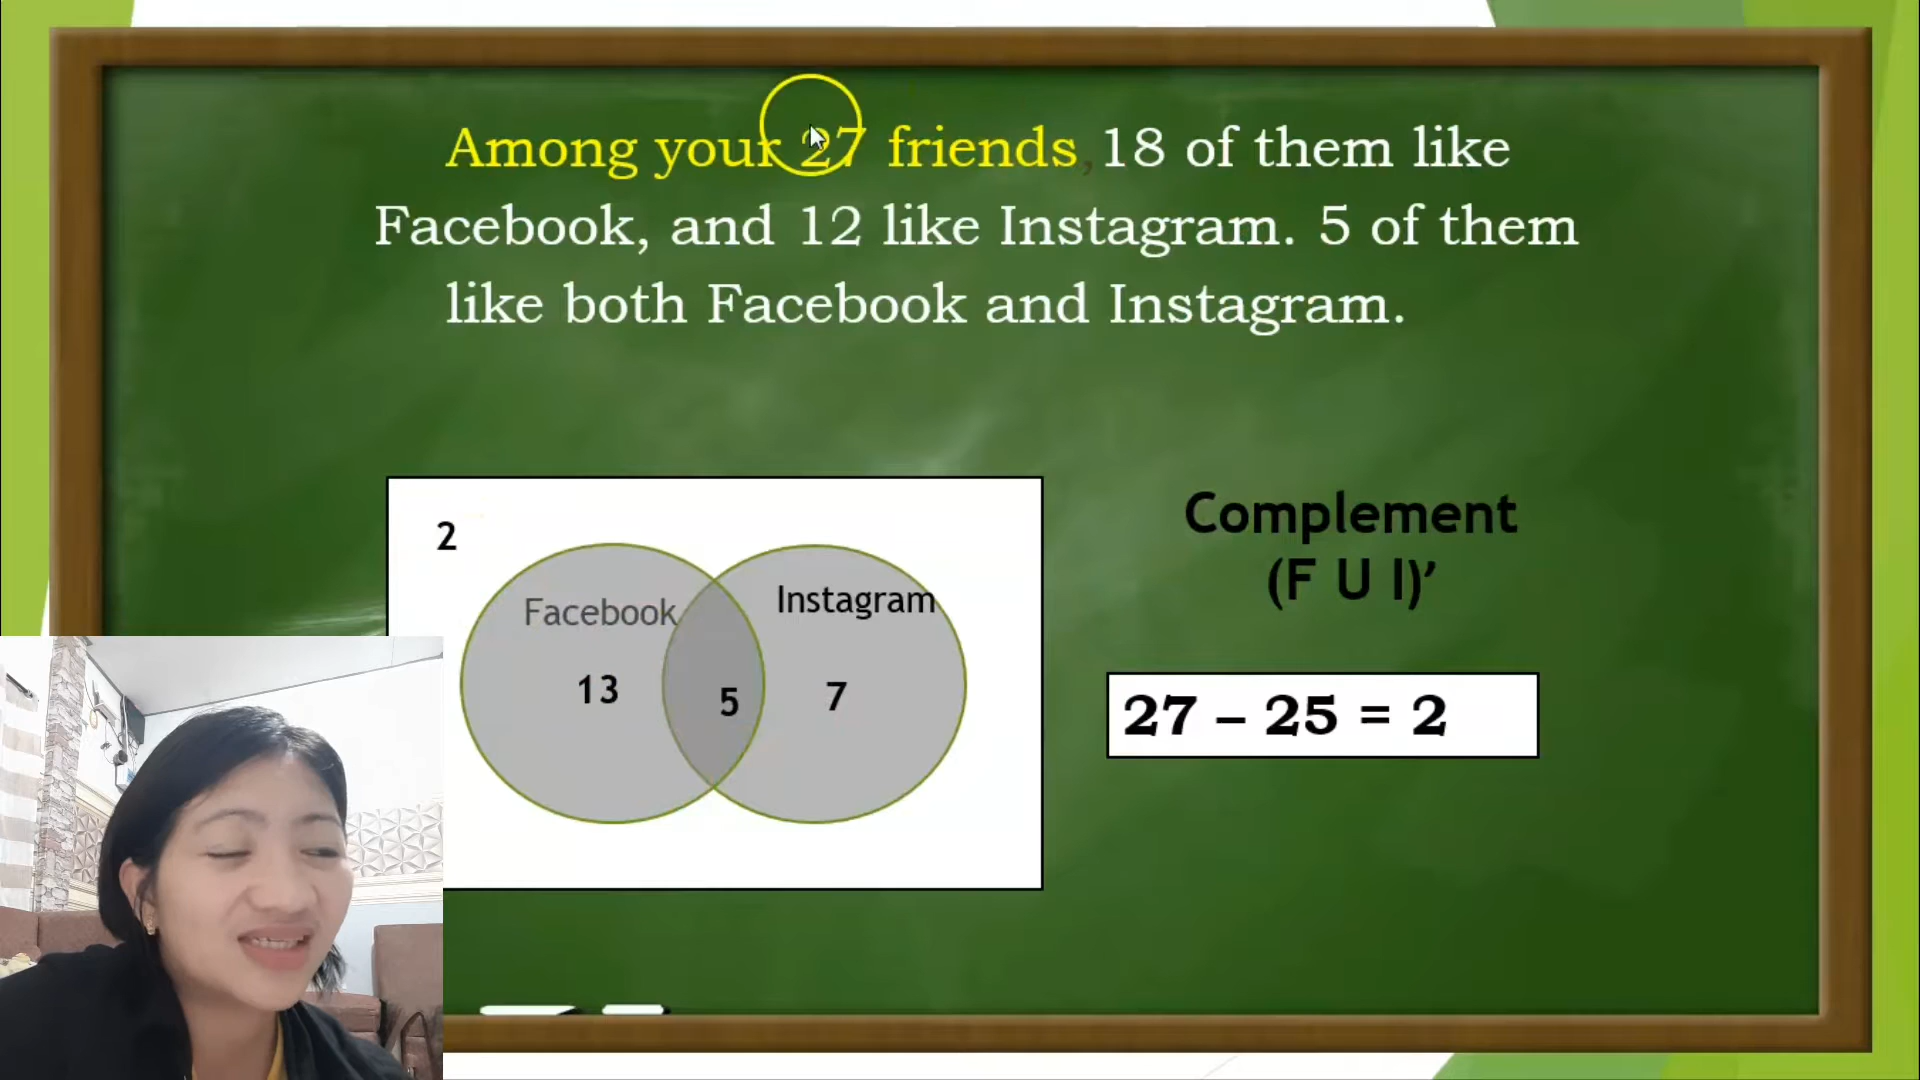 Among your 27 friends, 18 of them like
Facebook, and 12 like Instagram. 5 of them
like both Facebook and Instagram.
2
Facebook
Instagram
13
5
7
Complement
(F U I)’
27 – 25 = 2